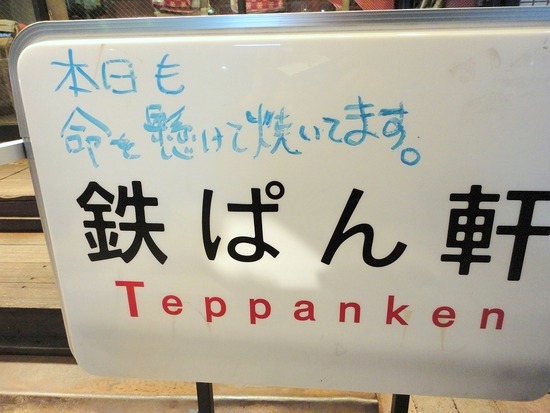 本日も
命を懸けて焼いてます。
鉄ぱん軒
Teppanken